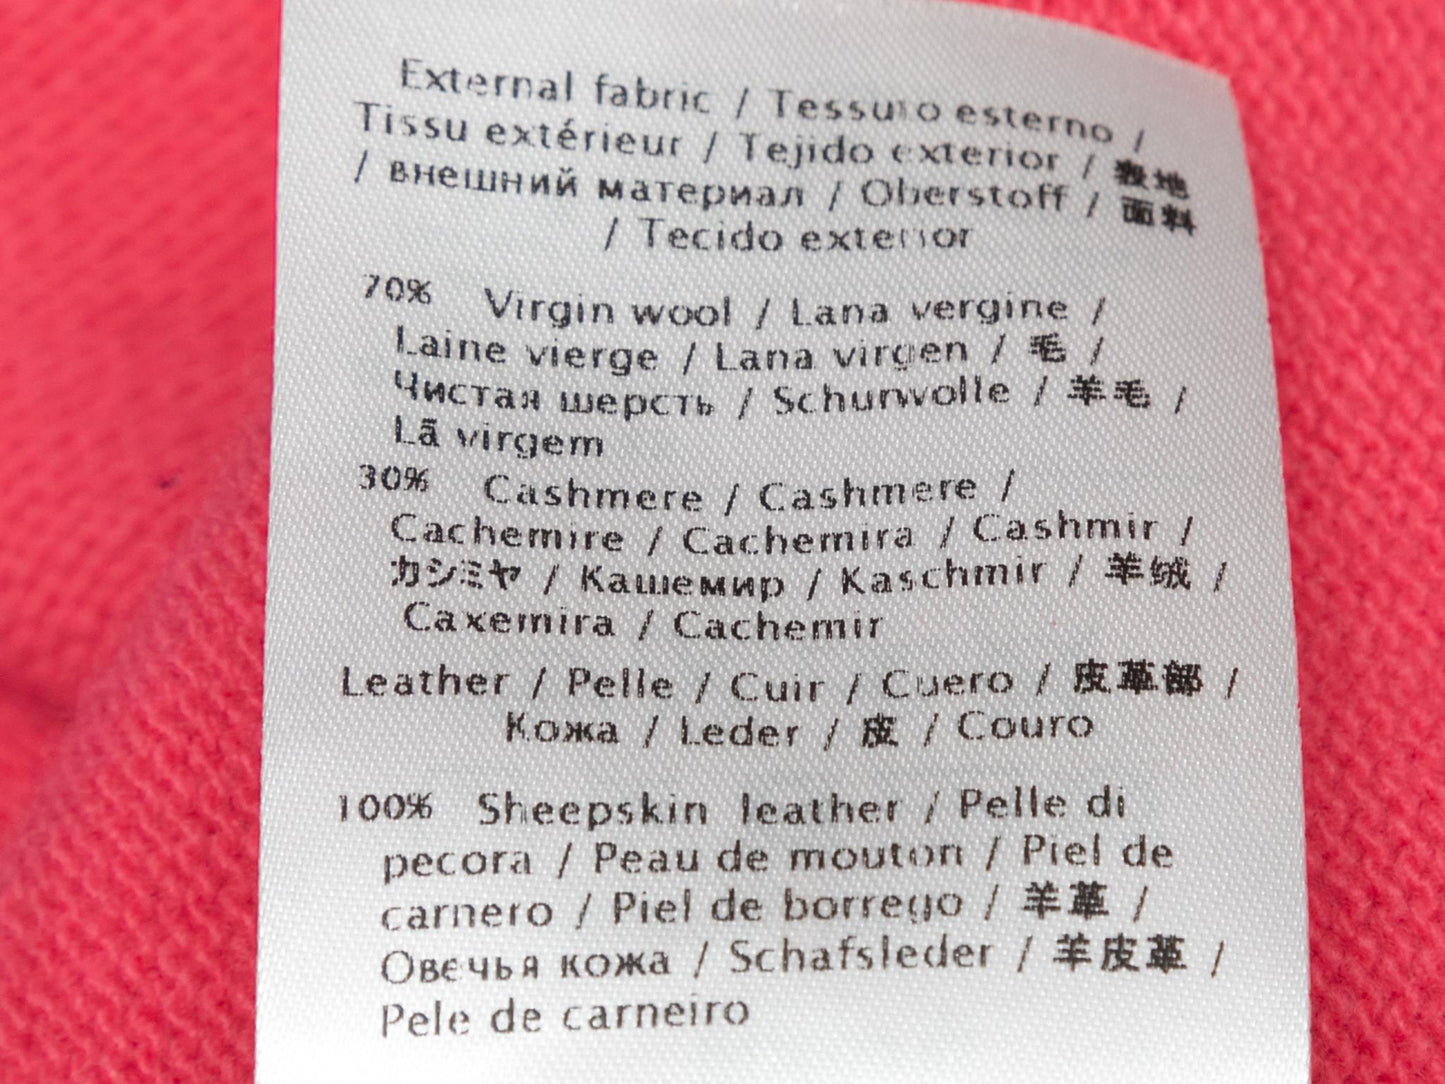 External fabric / Tessuto esterno /
Tissu extérieur / Tejido exterior / 表地
/ внешний материал / Oberstoff / 面料
/ Tecido exterior
70% Virgin wool / Lana vergine /
Laine vierge / Lana virgen / 毛 /
Чистая шерсть / Schurwolle / 羊毛 /
Lã virgem
30% Cashmere / Cashmere /
Cachemire / Cachemira / Cashmir /
カシミヤ / Кашемир / Kaschmir / 羊绒 /
Caxemira / Cachemir
Leather / Pelle / Cuir / Cuero / 皮革部 /
Кожа / Leder / 皮 / Couro
100% Sheepskin leather / Pelle di
pecora / Peau de mouton / Piel de
carnero / Piel de borrego / 羊革 /
Овечья кожа / Schafsleder / 羊皮革 /
Pele de carneiro